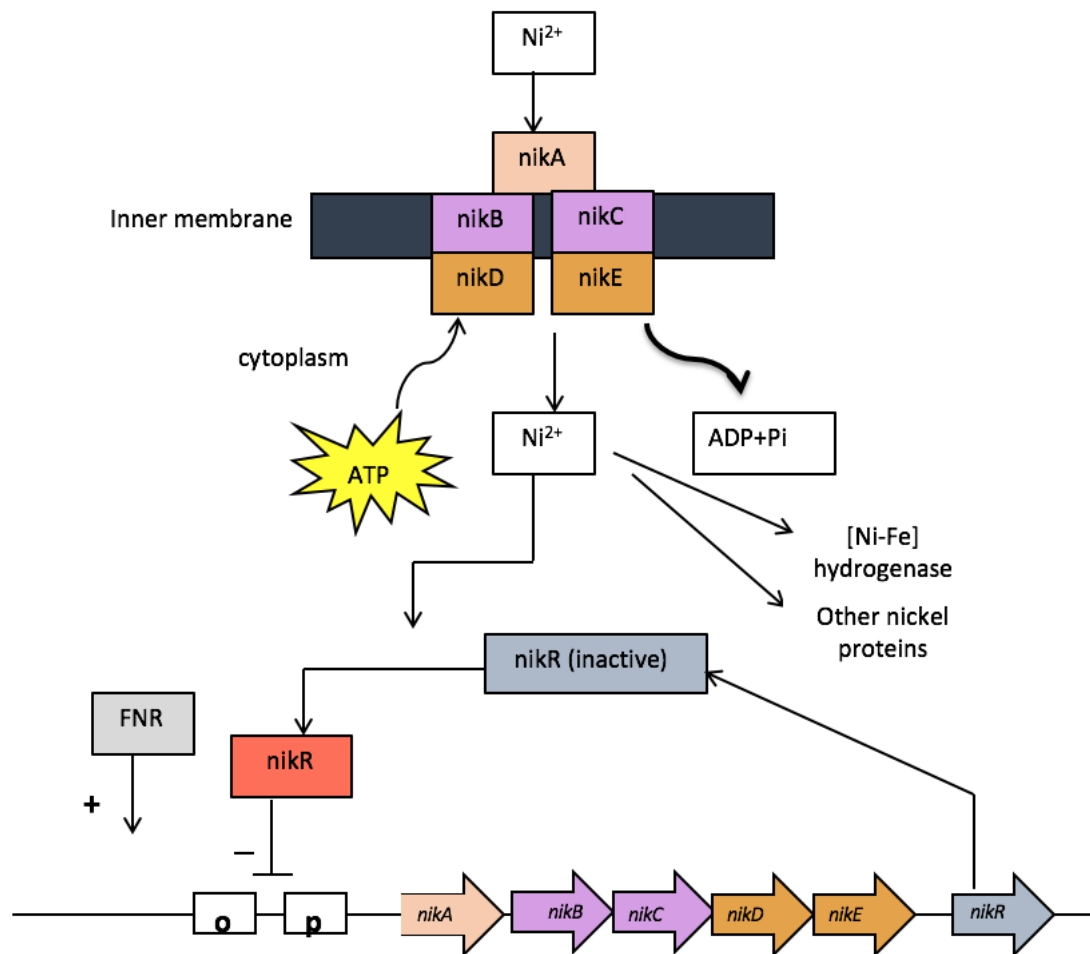 Ni²⁺
nikA
Inner membrane
nikB
nikC
nikD
nikE
cytoplasm
ATP
Ni²⁺
ADP+Pi
[Ni-Fe]
hydrogenase
Other nickel
proteins
nikR (inactive)
FNR
nikR
+
–
o
p
nikA
nikB
nikC
nikD
nikE
nikR